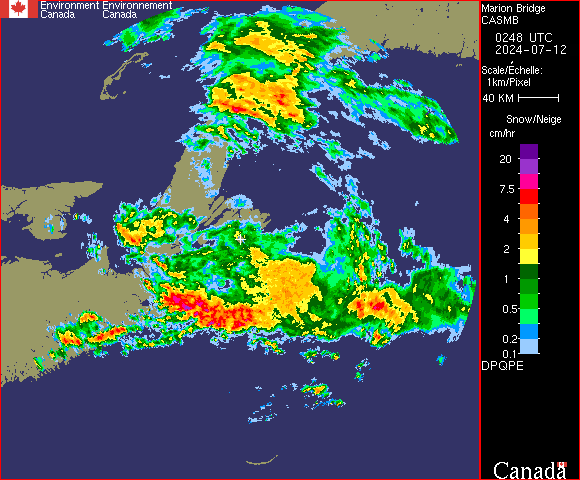 Environment Environnement
Canada Canada
Marion Bridge
CASMB
0248 UTC
2024-07-12
Scale/Echelle:
1km/Pixel
40 KM
Snow/Neige
cm/hr
20
7.5
4
2
1
0.5
0.2
0.1
DPQPE
Canada